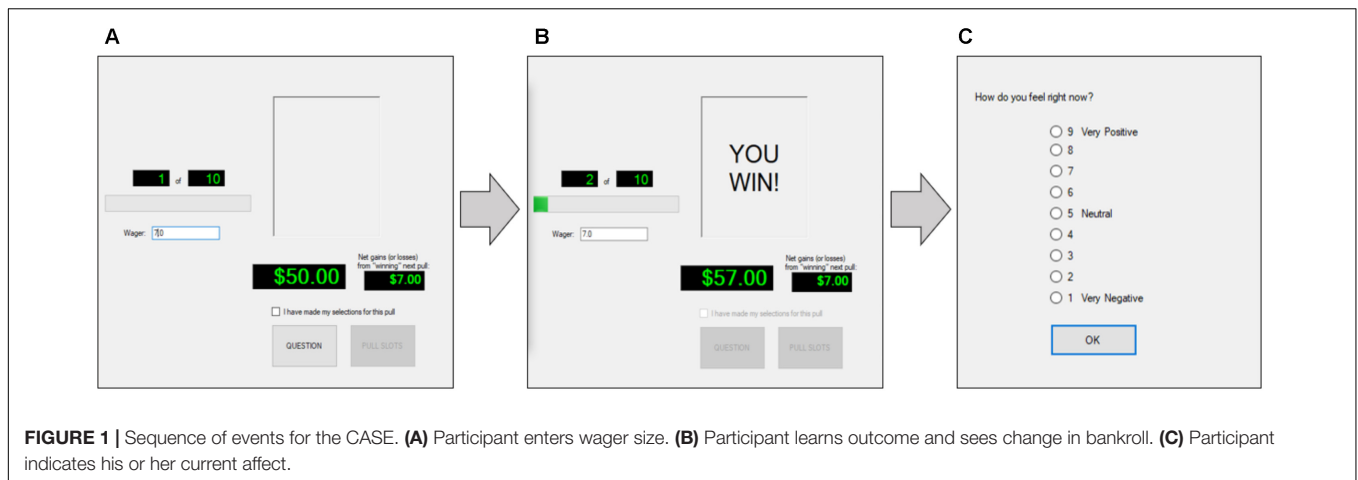 A
1 of 10
Wager: 7.0
$50.00
Net gains (or losses)
from "winning" next pull:
$7.00
I have made my selections for this pull
QUESTION
PULL SLOTS
B
YOU
WIN!
2 of 10
Wager: 7.0
$57.00
Net gains (or losses)
from "winning" next pull:
$7.00
I have made my selections for this pull
QUESTION
PULL SLOTS
C
How do you feel right now?
9 Very Positive
8
7
6
5 Neutral
4
3
2
1 Very Negative
OK
FIGURE 1 | Sequence of events for the CASE. (A) Participant enters wager size. (B) Participant learns outcome and sees change in bankroll. (C) Participant
indicates his or her current affect.